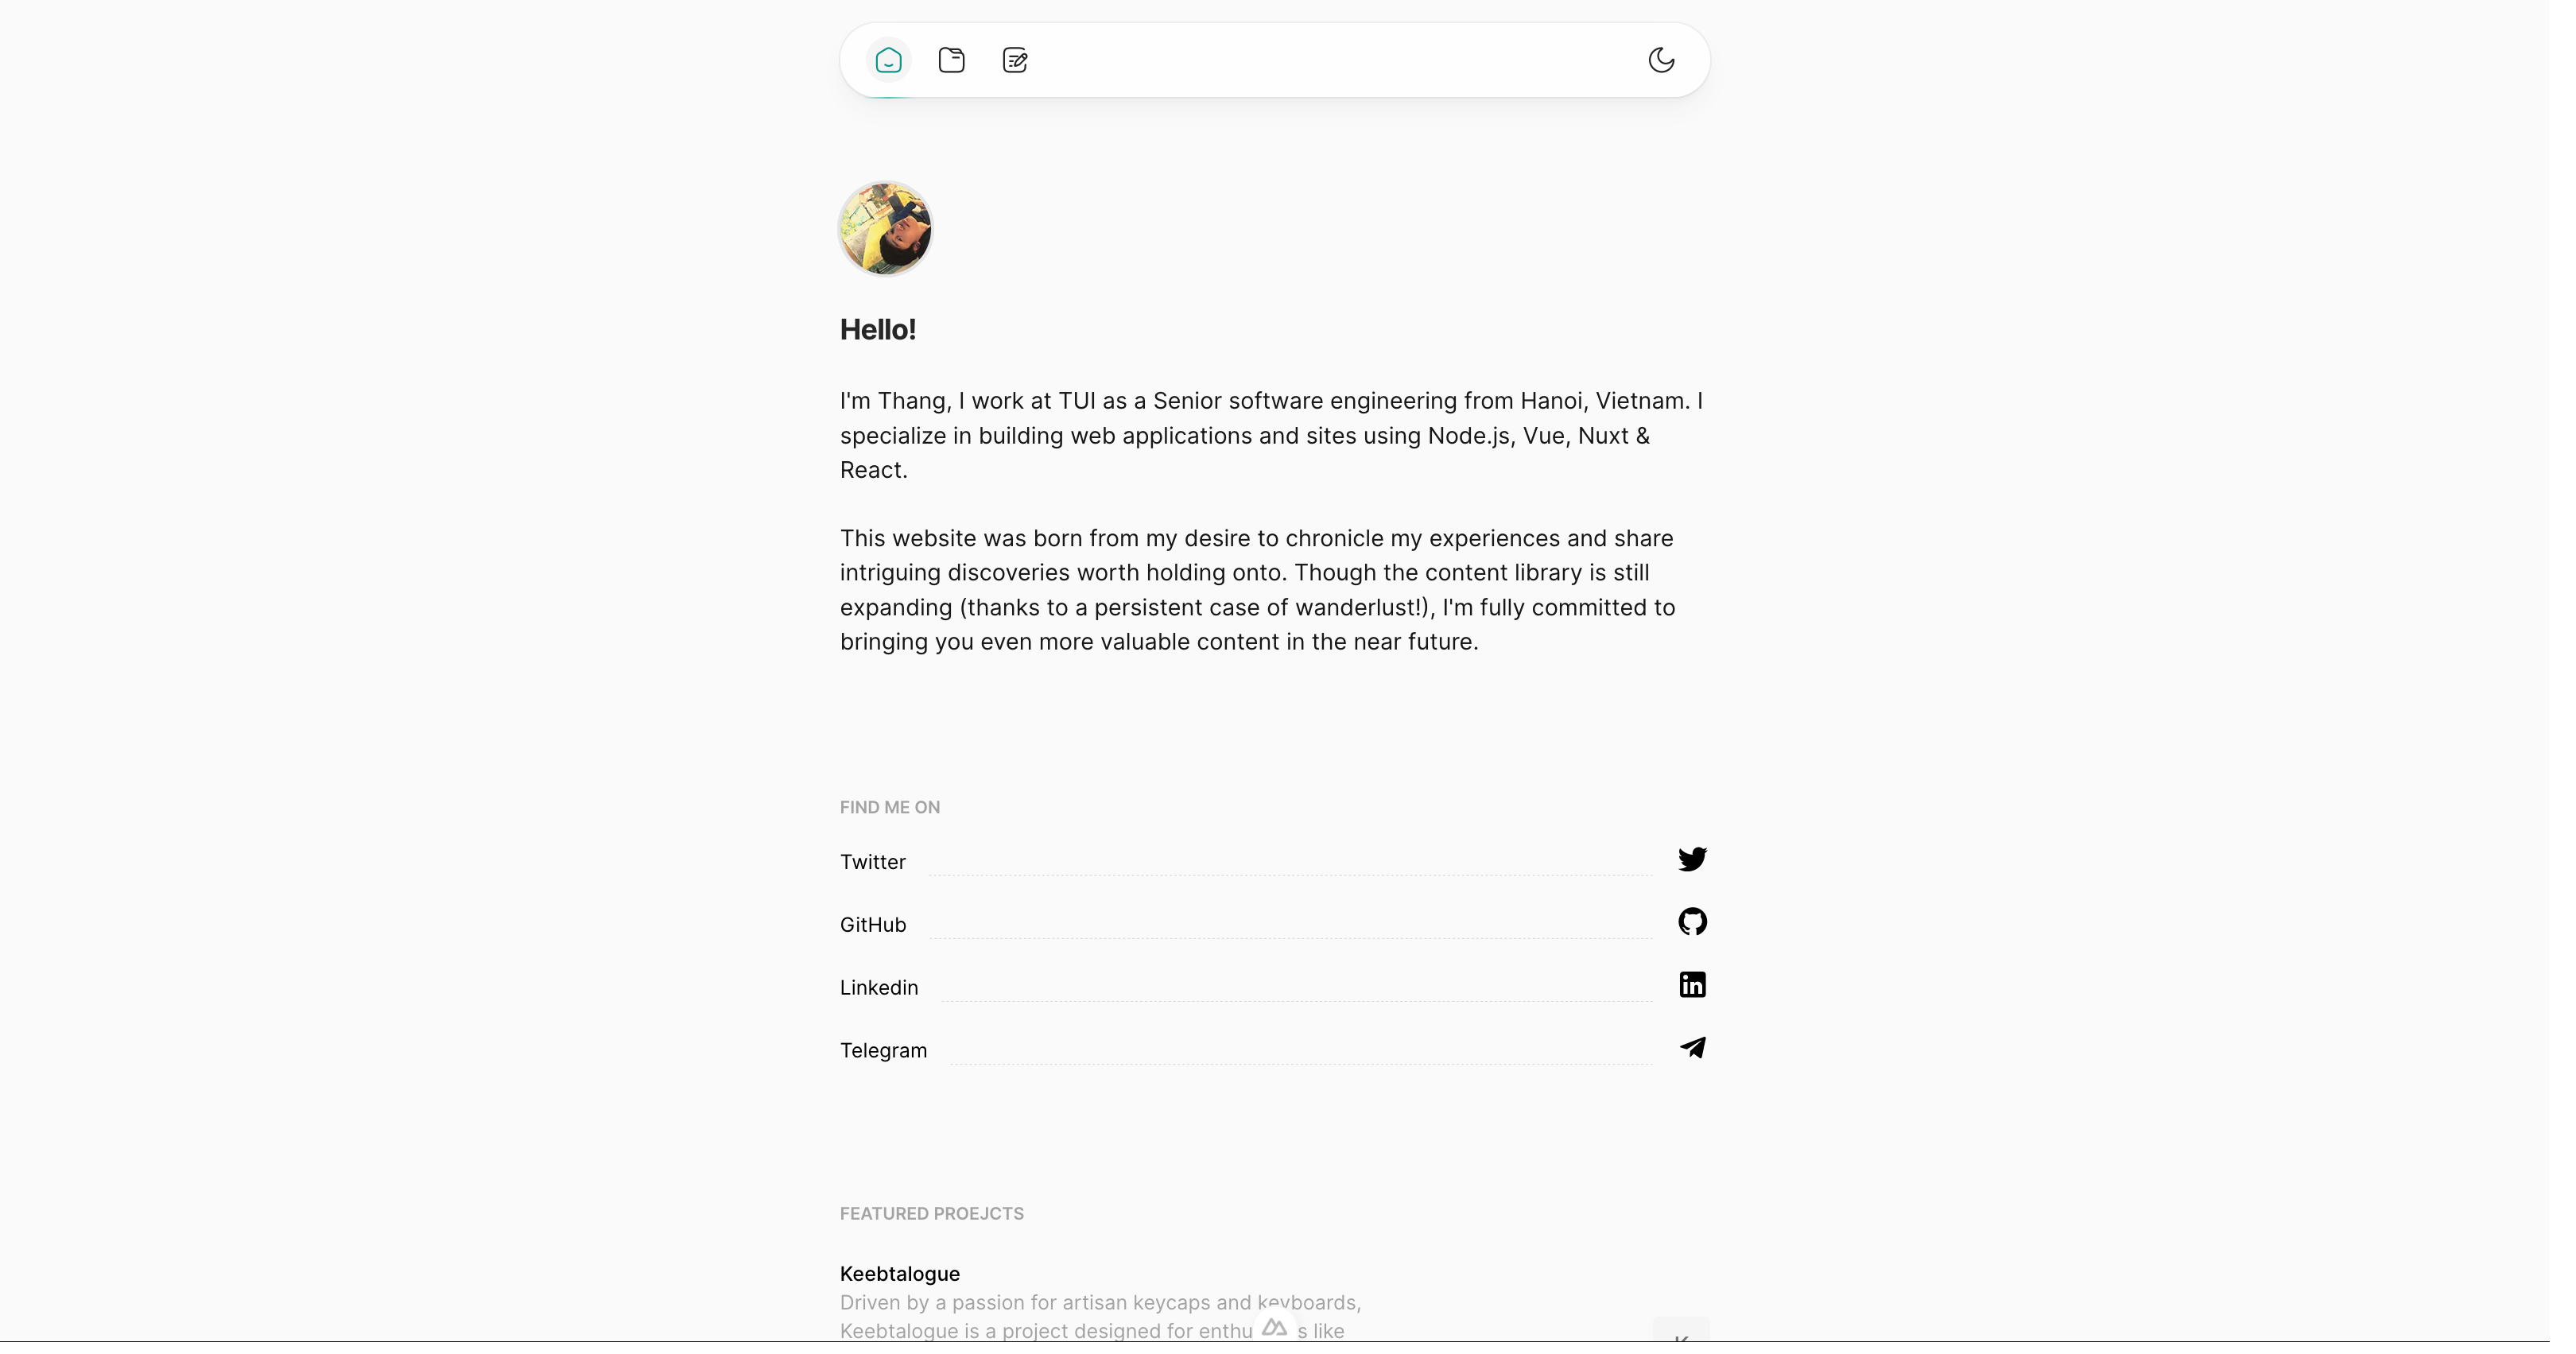 Hello!
I'm Thang, I work at TUI as a Senior software engineering from Hanoi, Vietnam. I
specialize in building web applications and sites using Node.js, Vue, Nuxt &
React.
This website was born from my desire to chronicle my experiences and share
intriguing discoveries worth holding onto. Though the content library is still
expanding (thanks to a persistent case of wanderlust!), I'm fully committed to
bringing you even more valuable content in the near future.
FIND ME ON
Twitter
GitHub
Linkedin
Telegram
FEATURED PROEJCTS
Keebtalogue
Driven by a passion for artisan keycaps and keyboards,
Keebtalogue is a project designed for like